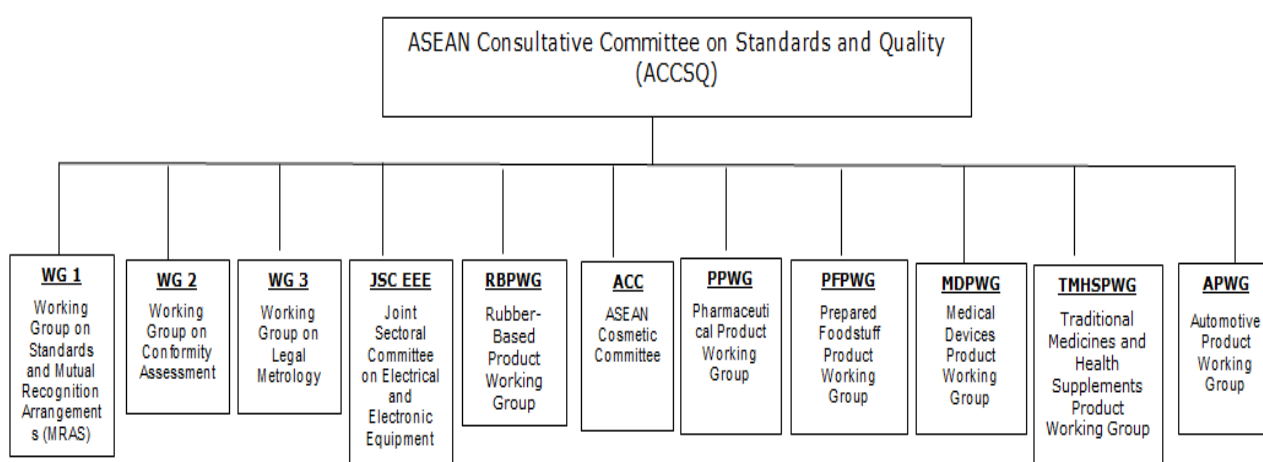 ASEAN Consultative Committee on Standards and Quality
(ACCSQ)
WG 1
Working
Group on
Standards
and Mutual
Recognition
Arrangement
s (MRAS)
WG 2
Working
Group on
Conformity
Assessment
WG 3
Working
Group on
Legal
Metrology
JSC EEE
Joint
Sectoral
Committee
on Electrical
and
Electronic
Equipment
RBPWG
Rubber-
Based
Product
Working
Group
ACC
ASEAN
Cosmetic
Committee
PPWG
Pharmaceuti
cal Product
Working
Group
PFPWG
Prepared
Foodstuff
Product
Working
Group
MDPWG
Medical
Devices
Product
Working
Group
TMHSPWG
Traditional
Medicines and
Health
Supplements
Product
Working Group
APWG
Automotive
Product
Working
Group